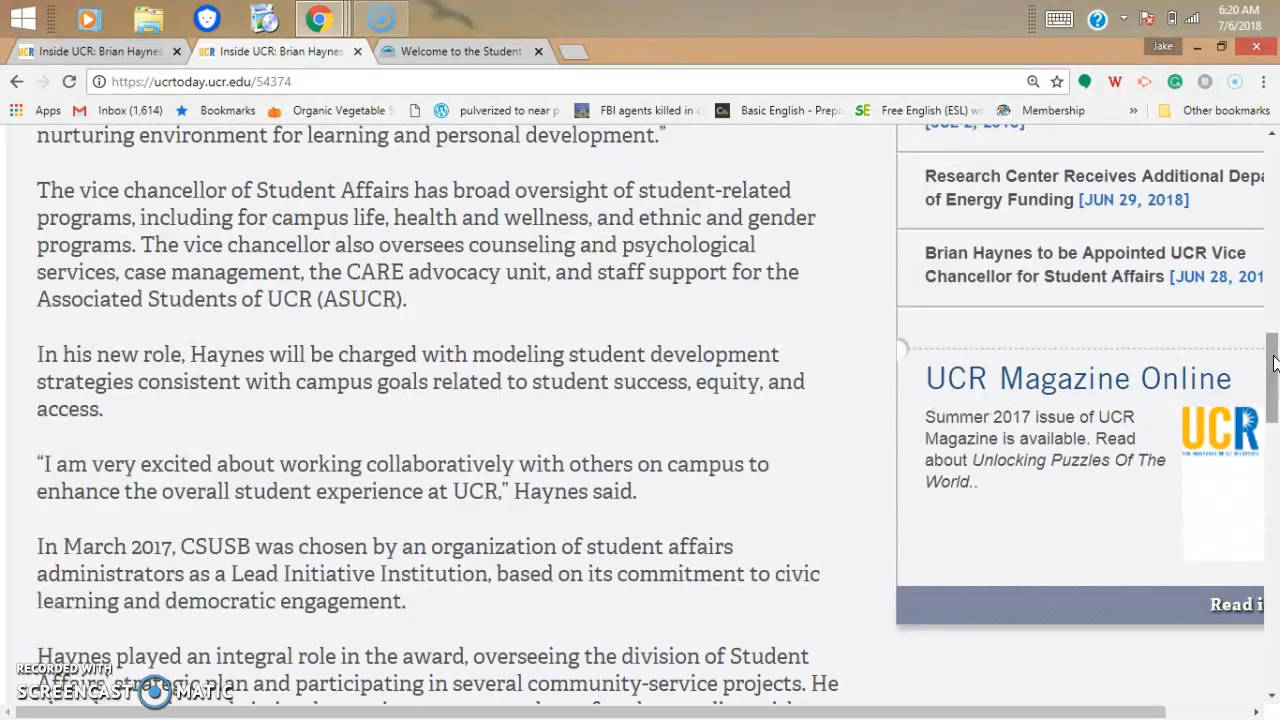 6:20 AM
7/6/2018
Inside UCR: Brian Haynes
Inside UCR: Brian Haynes
Welcome to the Student
Jake
https://ucrtoday.ucr.edu/54374
Apps
Inbox (1,614)
Bookmarks
Organic Vegetable S
pulverized to near p
FBI agents killed in
Basic English - Prep
Free English (ESL) w
Membership
»
Other bookmarks
nurturing environment for learning and personal development.”
The vice chancellor of Student Affairs has broad oversight of student-related
programs, including for campus life, health and wellness, and ethnic and gender
programs. The vice chancellor also oversees counseling and psychological
services, case management, the CARE advocacy unit, and staff support for the
Associated Students of UCR (ASUCR).
In his new role, Haynes will be charged with modeling student development
strategies consistent with campus goals related to student success, equity, and
access.
“I am very excited about working collaboratively with others on campus to
enhance the overall student experience at UCR,” Haynes said.
In March 2017, CSUSB was chosen by an organization of student affairs
administrators as a Lead Initiative Institution, based on its commitment to civic
learning and democratic engagement.
Haynes played an integral role in the award, overseeing the division of Student
Affairs, strategic plan and participating in several community-service projects. He
[JUL 2, 2018]
Research Center Receives Additional Depa
of Energy Funding [JUN 29, 2018]
Brian Haynes to be Appointed UCR Vice
Chancellor for Student Affairs [JUN 28, 201
UCR Magazine Online
Summer 2017 issue of UCR
Magazine is available. Read
about Unlocking Puzzles Of The
World..
UCR
Read i
RECORDED WITH
SCREENCAST MATIC